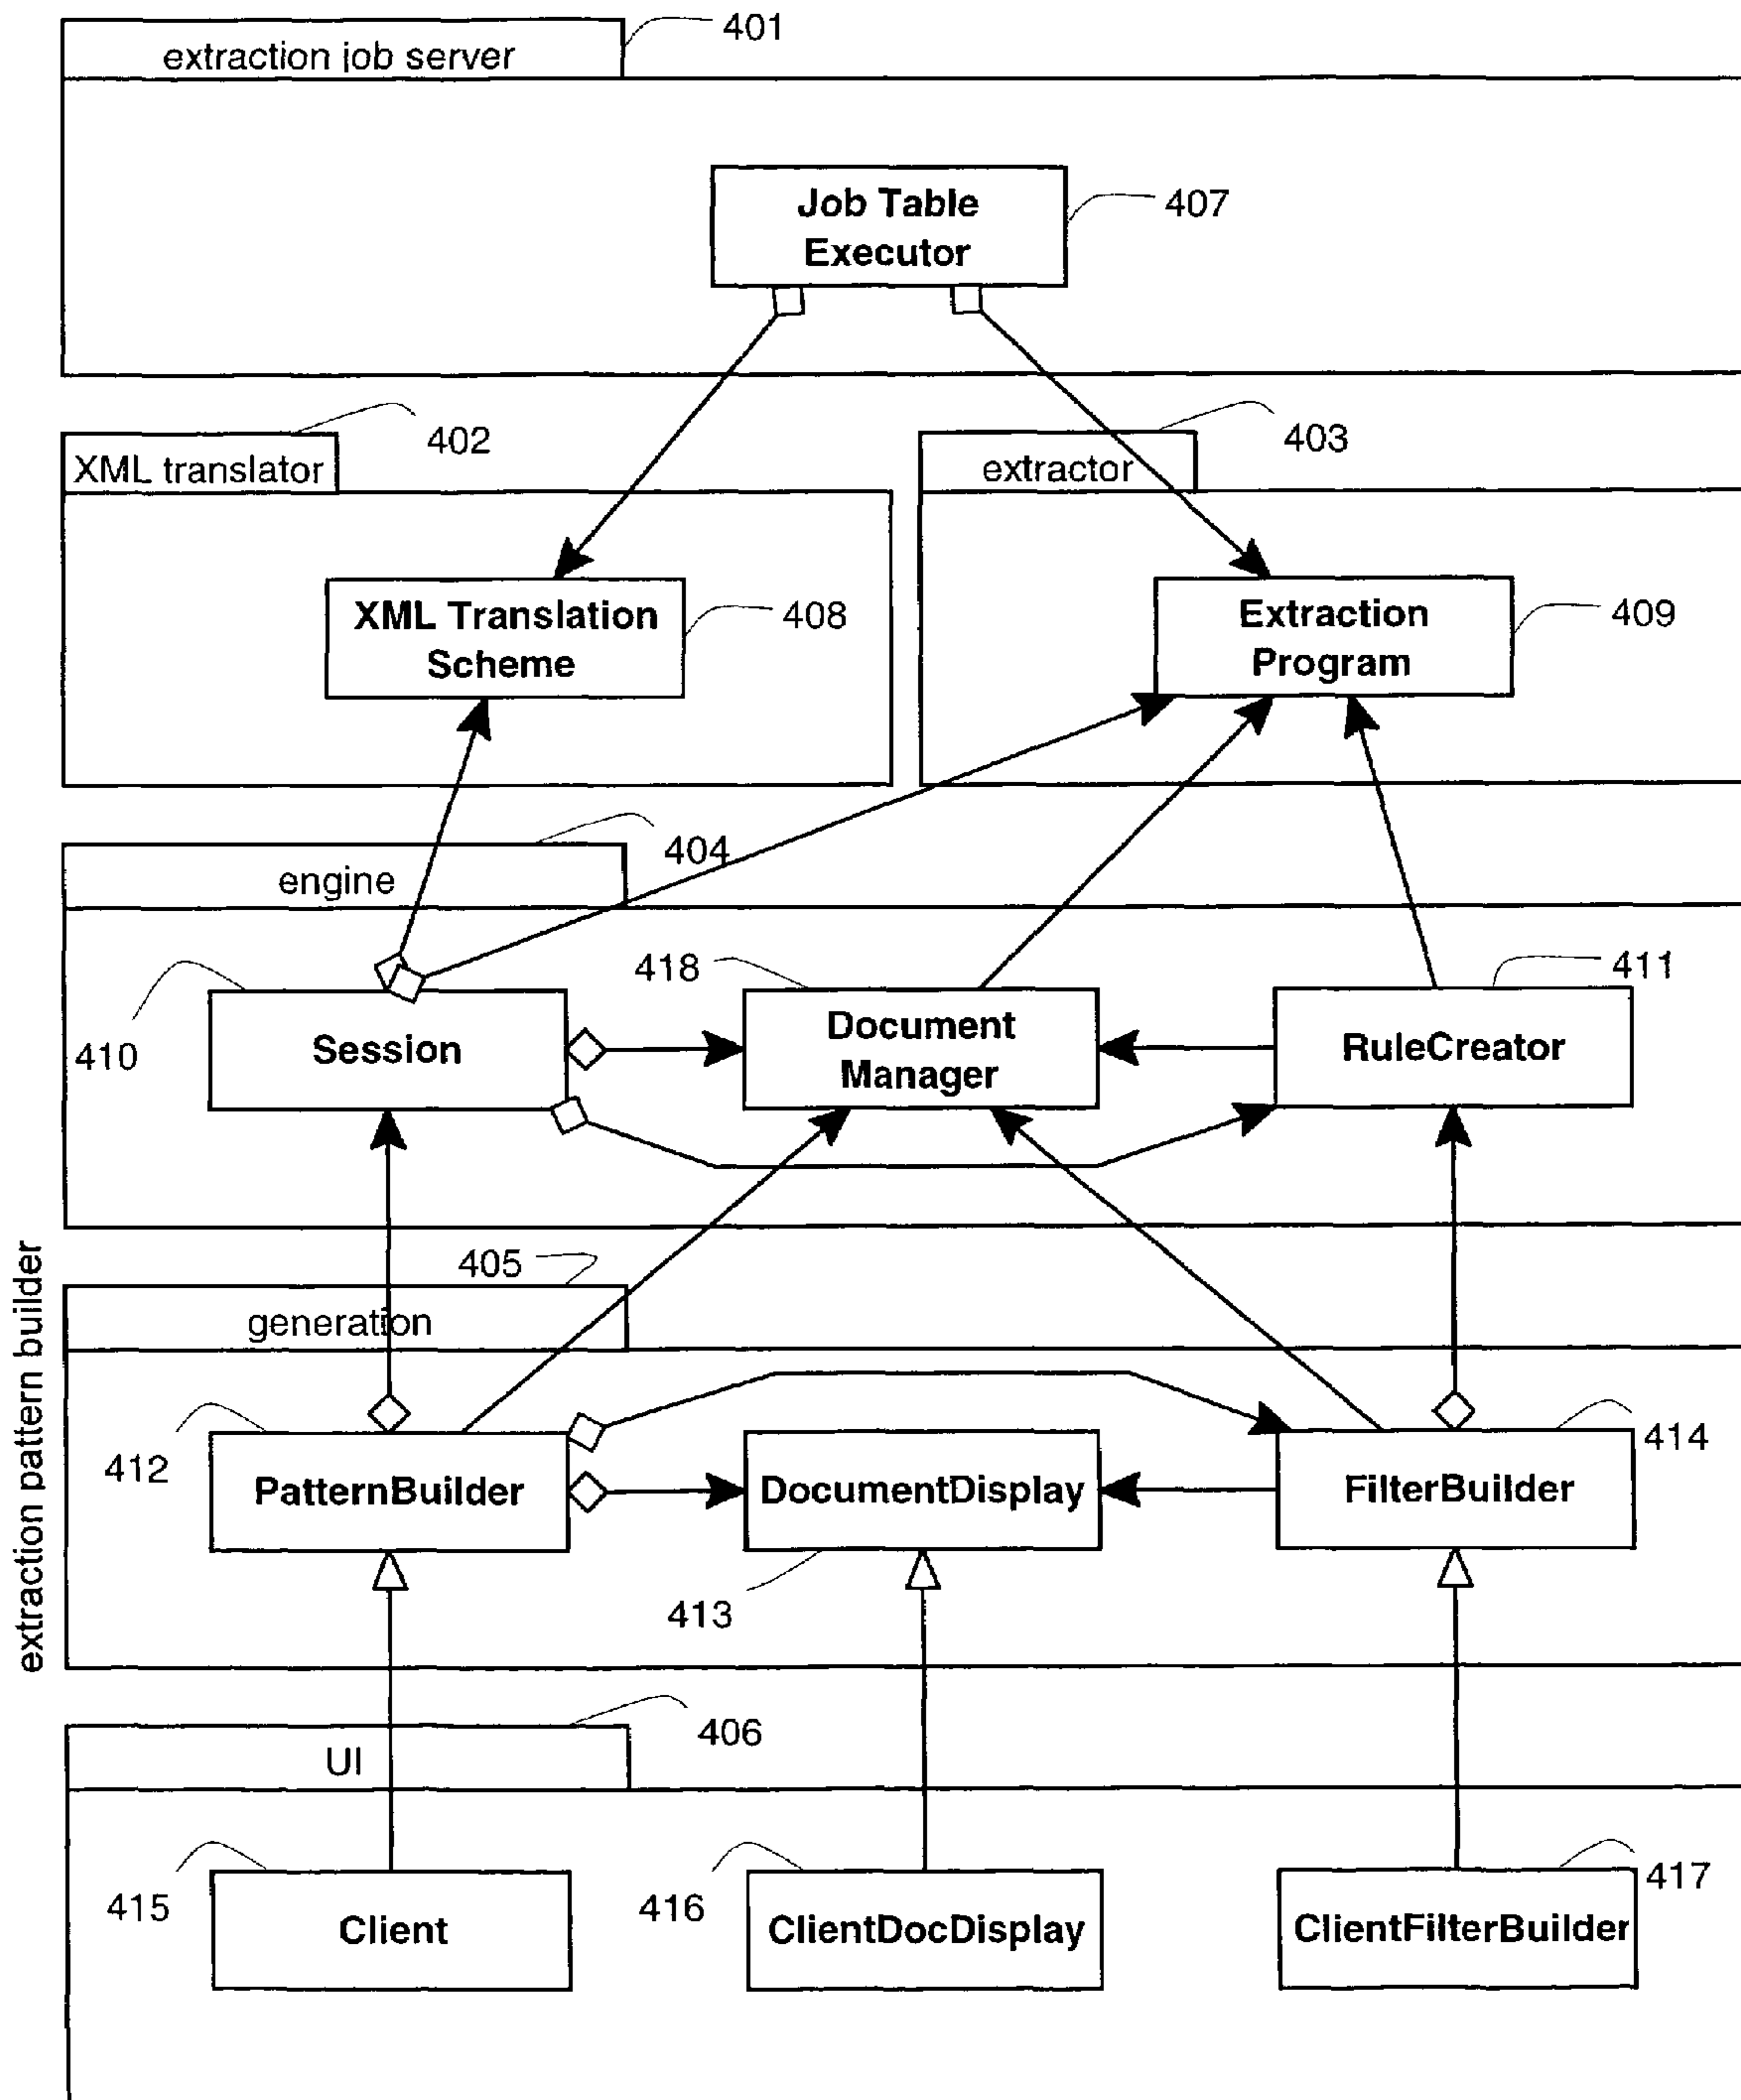 401
extraction job server
Job Table
Executor
407
402
XML translator
403
extractor
XML Translation
Scheme
408
Extraction
Program
409
404
engine
418
411
410
Session
Document
Manager
RuleCreator
extraction pattern builder
405
generation
412
PatternBuilder
DocumentDisplay
FilterBuilder
414
413
406
UI
415
Client
416
ClientDocDisplay
417
ClientFilterBuilder